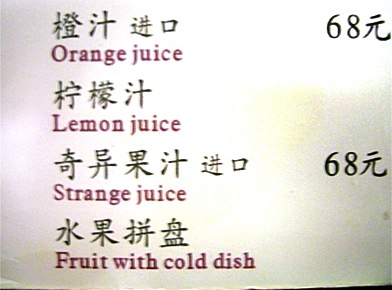 橙汁 进口 68元
Orange juice
柠檬汁
Lemon juice
奇异果汁 进口 68元
Strange juice
水果拼盘
Fruit with cold dish